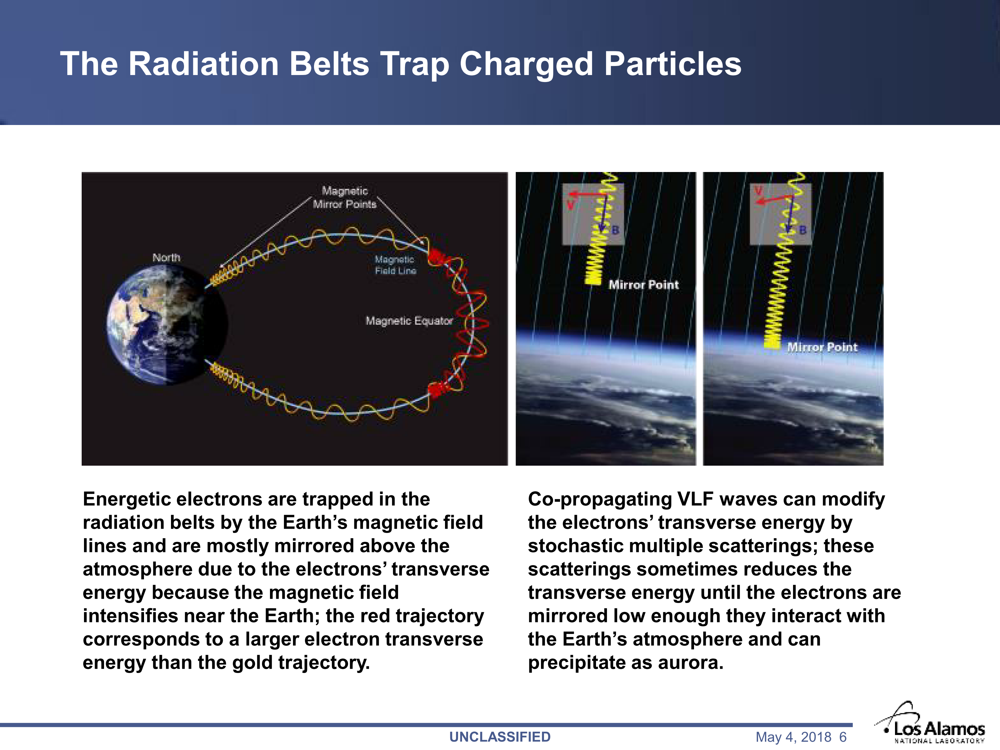 The Radiation Belts Trap Charged Particles
Magnetic
Mirror Points
North
Magnetic
Field Line
Magnetic Equator
V
B
Mirror Point
V
B
Mirror Point
Energetic electrons are trapped in the
radiation belts by the Earth’s magnetic field
lines and are mostly mirrored above the
atmosphere due to the electrons’ transverse
energy because the magnetic field
intensifies near the Earth; the red trajectory
corresponds to a larger electron transverse
energy than the gold trajectory.
Co-propagating VLF waves can modify
the electrons’ transverse energy by
stochastic multiple scatterings; these
scatterings sometimes reduces the
transverse energy until the electrons are
mirrored low enough they interact with
the Earth’s atmosphere and can
precipitate as aurora.
UNCLASSIFIED
May 4, 2018 6
Los Alamos
NATIONAL LABORATORY